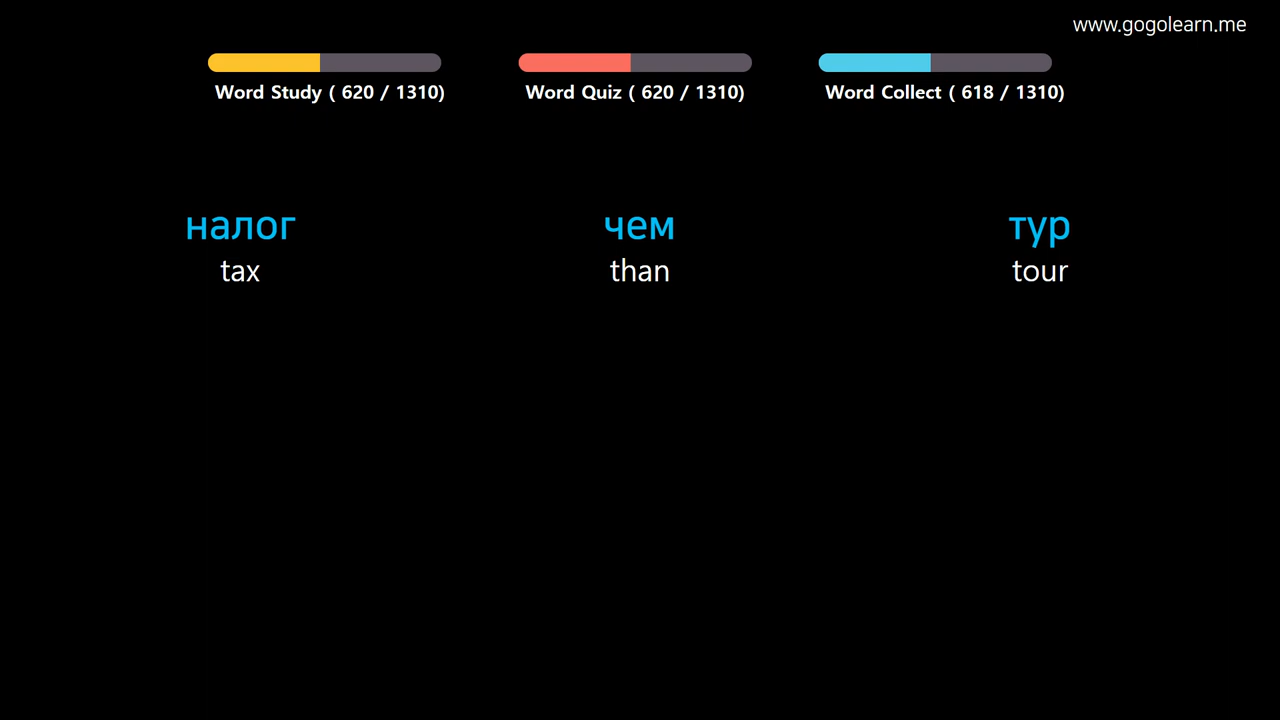 www.gogolearn.me
Word Study ( 620 / 1310)
Word Quiz ( 620 / 1310)
Word Collect ( 618 / 1310)
налог
tax
чем
than
тур
tour